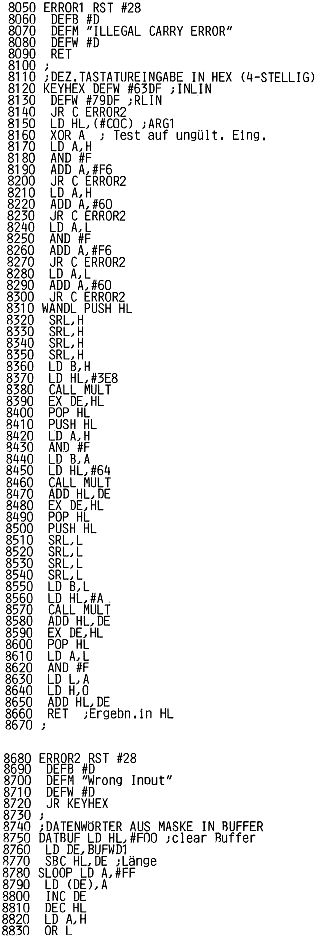 8050 ERROR1 RST #28
8060 DEFB #D
8070 DEFM "ILLEGAL CARRY ERROR"
8080 DEFW #D
8090 RET
8100 ;
8110 ;DEZ.TASTATUREINGABE IN HEX (4-STELLIG)
8120 KEYHEX DEFW #63DF ;INLIN
8130 DEFW #79DF ;RLIN
8140 JR C ERROR2
8150 LD HL,(#COC) ;ARG1
8160 XOR A ; Test auf ungült. Eing.
8170 LD A,H
8180 AND #F
8190 ADD A,#F6
8200 JR C ERROR2
8210 LD A,H
8220 ADD A,#60
8230 JR C ERROR2
8240 LD A,L
8250 AND #F
8260 ADD A,#F6
8270 JR C ERROR2
8280 LD A,L
8290 ADD A,#60
8300 JR C ERROR2
8310 WANDL PUSH HL
8320 SRL,H
8330 SRL,H
8340 SRL,H
8350 SRL,H
8360 LD B,H
8370 LD HL,#3E8
8380 CALL MULT
8390 EX DE,HL
8400 POP HL
8410 PUSH HL
8420 LD A,H
8430 AND #F
8440 LD B,A
8450 LD HL,#64
8460 CALL MULT
8470 ADD HL,DE
8480 EX DE,HL
8490 POP HL
8500 PUSH HL
8510 SRL,L
8520 SRL,L
8530 SRL,L
8540 SRL,L
8550 LD B,L
8560 LD HL,#A
8570 CALL MULT
8580 ADD HL,DE
8590 EX DE,HL
8600 POP HL
8610 LD A,L
8620 AND #F
8630 LD L,A
8640 LD H,0
8650 ADD HL,DE
8660 RET ;Ergebn.in HL
8670 ;
8680 ERROR2 RST #28
8690 DEFB #D
8700 DEFM "Wrong Input"
8710 DEFW #D
8720 JR KEYHEX
8730 ;
8740 ;DATENWÖRTER AUS MASKE IN BUFFER
8750 DATBUF LD HL,#F00 ;clear Buffer
8760 LD DE,BUFWD1
8770 SBC HL,DE ;Länge
8780 SLOOP LD A,#FF
8790 LD (DE),A
8800 INC DE
8810 DEC HL
8820 LD A,H
8830 OR L